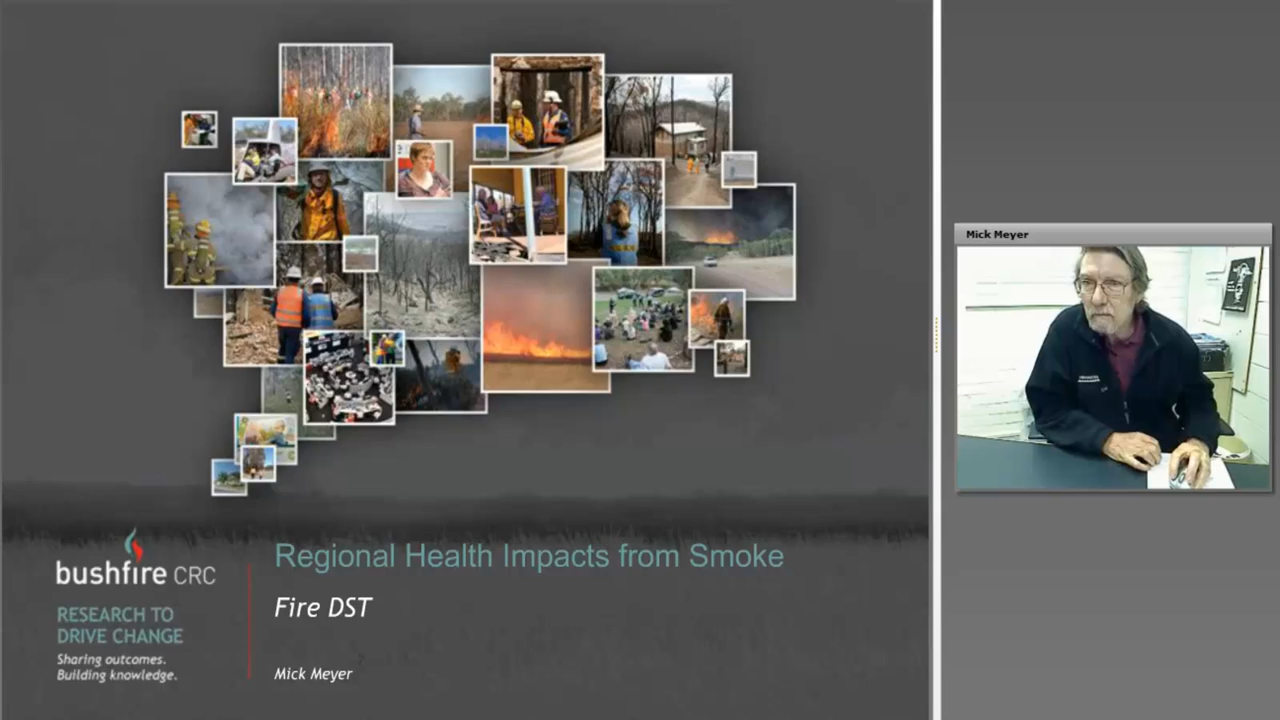 Mick Meyer
bushfire CRC
RESEARCH TO
DRIVE CHANGE
Sharing outcomes.
Building knowledge.
Regional Health Impacts from Smoke
Fire DST
Mick Meyer